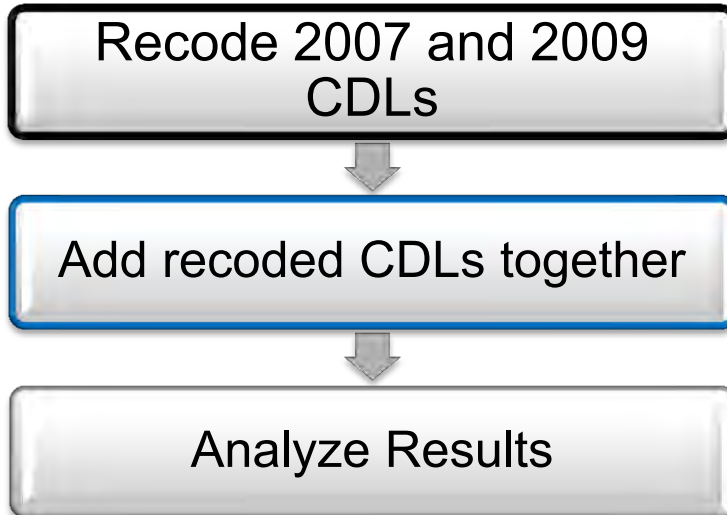 Recode 2007 and 2009
CDLs
Add recoded CDLs together
Analyze Results